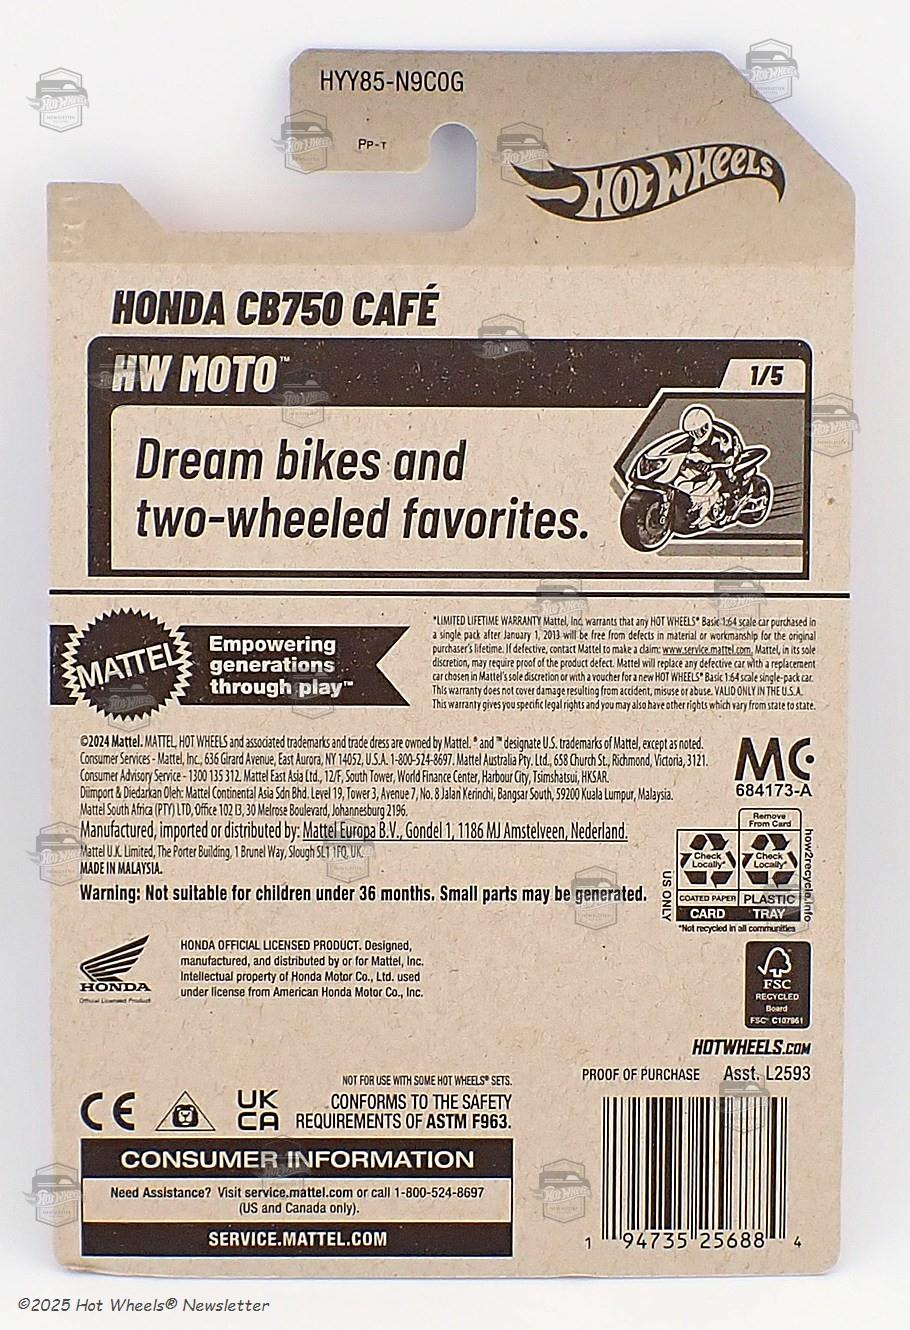 HYY85-N9C0G
PP-T
HOT WHEELS
HONDA CB750 CAFÉ
HW MOTO™
1/5
Dream bikes and
two-wheeled favorites.
MATTEL
Empowering
generations
through play™
*LIMITED LIFETIME WARRANTY Mattel, Inc. warrants that any HOT WHEELS® Basic 1:64 scale car purchased in
a single pack after January 1, 2013 will be free from defects in material or workmanship for the original
purchaser's lifetime. If defective, contact Mattel to make a claim: www.service.mattel.com. Mattel, in its sole
discretion, may require proof of the product defect. Mattel will replace any defective car with a replacement
car chosen in Mattel's sole discretion or with a voucher for a new HOT WHEELS® Basic 1:64 scale single-pack car.
This warranty does not cover damage resulting from accident, misuse or abuse. VALID ONLY IN THE U.S.A.
This warranty gives you specific legal rights and you may also have other rights which vary from state to state.
©2024 Mattel. MATTEL, HOT WHEELS and associated trademarks and trade dress are owned by Mattel. ® and ™ designate U.S. trademarks of Mattel, except as noted.
Consumer Services - Mattel, Inc., 636 Girard Avenue, East Aurora, NY 14052, U.S.A. 1-800-524-8697. Mattel Australia Pty. Ltd., 658 Church St., Richmond, Victoria, 3121.
Consumer Advisory Service - 1300 135 312. Mattel East Asia Ltd., 12/F, South Tower, World Finance Center, Harbour City, Tsimshatsui, HKSAR.
Diimport & Diedarkan Oleh: Mattel Continental Asia Sdn Bhd. Level 19, Tower 3, Avenue 7, No. 8 Jalan Kerinchi, Bangsar South, 59200 Kuala Lumpur, Malaysia.
Mattel South Africa (PTY) LTD, Office 102 I3, 30 Melrose Boulevard, Johannesburg 2196.
Manufactured, imported or distributed by: Mattel Europa B.V., Gondel 1, 1186 MJ Amstelveen, Nederland.
Mattel U.K. Limited, The Porter Building, 1 Brunel Way, Slough SL1 1FQ, UK.
MADE IN MALAYSIA.
Warning: Not suitable for children under 36 months. Small parts may be generated.
MC
684173-A
Remove
From Card
Check
Locally*
Check
Locally*
COATED PAPER
PLASTIC
CARD
TRAY
US ONLY
how2recycle.info
*Not recycled in all communities
HONDA
Official Licensed Product
HONDA OFFICIAL LICENSED PRODUCT. Designed,
manufactured, and distributed by or for Mattel, Inc.
Intellectual property of Honda Motor Co., Ltd. used
under license from American Honda Motor Co., Inc.
FSC
RECYCLED
Board
FSC® C107961
HOTWHEELS.COM
PROOF OF PURCHASE Asst. L2593
NOT FOR USE WITH SOME HOT WHEELS® SETS.
CE
UK
CA
CONFORMS TO THE SAFETY
REQUIREMENTS OF ASTM F963.
CONSUMER INFORMATION
Need Assistance? Visit service.mattel.com or call 1-800-524-8697
(US and Canada only).
SERVICE.MATTEL.COM
1 94735 25688 4
©2025 Hot Wheels® Newsletter